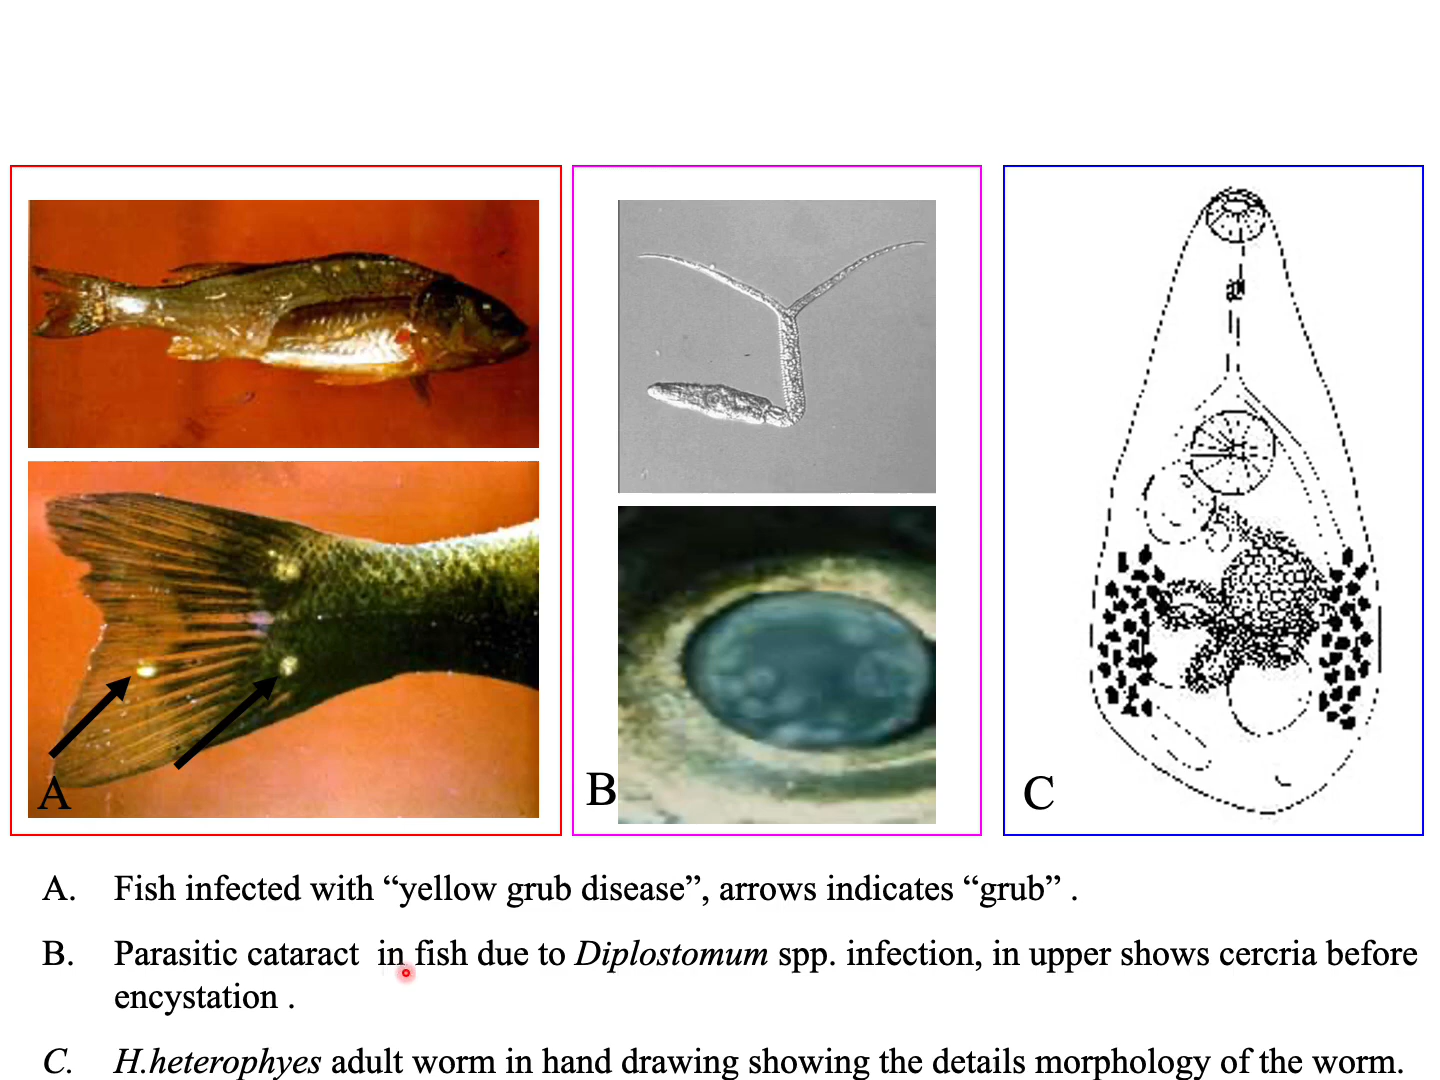 A
B
C
A. Fish infected with “yellow grub disease”, arrows indicates “grub” .
B. Parasitic cataract in fish due to Diplostomum spp. infection, in upper shows cercria before
encystation .
C. H.heterophyes adult worm in hand drawing showing the details morphology of the worm.